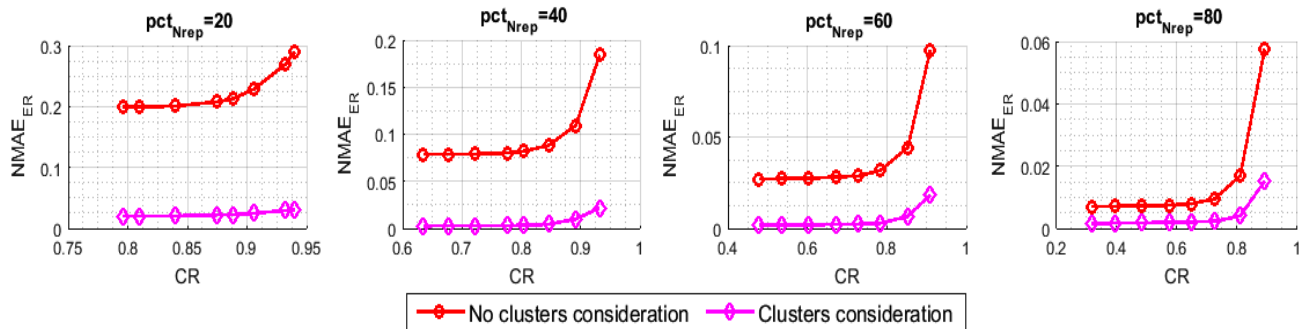 pct_Nrep=20
0.3
0.2
0.1
0
NMAE_ER
0.75
0.8
0.85
0.9
0.95
CR
pct_Nrep=40
0.2
0.15
0.1
0.05
0
NMAE_ER
0.6
0.7
0.8
0.9
1
CR
pct_Nrep=60
0.1
0.05
0
NMAE_ER
0.4
0.6
0.8
1
CR
pct_Nrep=80
0.06
0.04
0.02
0
NMAE_ER
0.2
0.4
0.6
0.8
1
CR
No clusters consideration
Clusters consideration